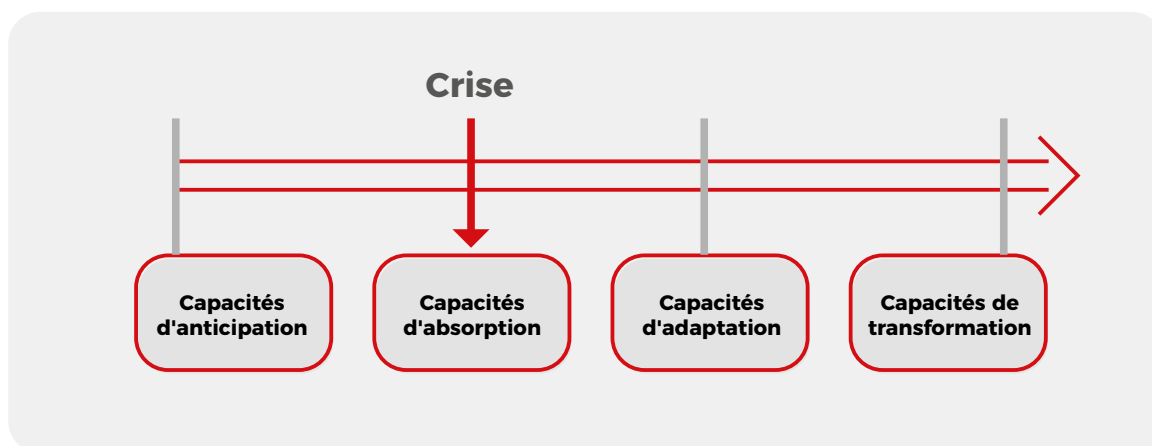 Crise
Capacités
d'anticipation
Capacités
d'absorption
Capacités
d'adaptation
Capacités de
transformation